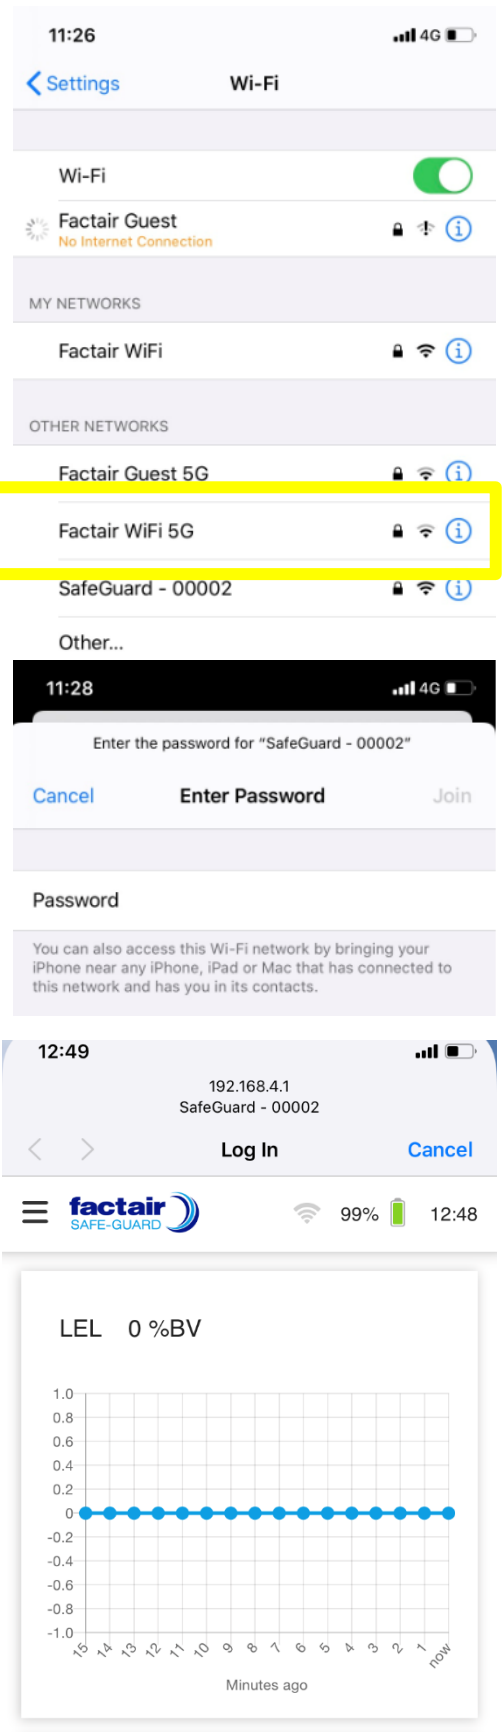 11:26 4G
Settings Wi-Fi
Wi-Fi
Factair Guest
No Internet Connection
MY NETWORKS
Factair WiFi
OTHER NETWORKS
Factair Guest 5G
Factair WiFi 5G
SafeGuard - 00002
Other...
11:28 4G
Enter the password for “SafeGuard - 00002”
Cancel Enter Password Join
Password
You can also access this Wi-Fi network by bringing your
iPhone near any iPhone, iPad or Mac that has connected to
this network and has you in its contacts.
12:49
192.168.4.1
SafeGuard - 00002
Log In Cancel
factair
SAFE-GUARD
99% 12:48
LEL 0 %BV
1.0
0.8
0.6
0.4
0.2
0
-0.2
-0.4
-0.6
-0.8
-1.0
15 14 13 12 11 10 9 8 7 6 5 4 3 2 1 now
Minutes ago